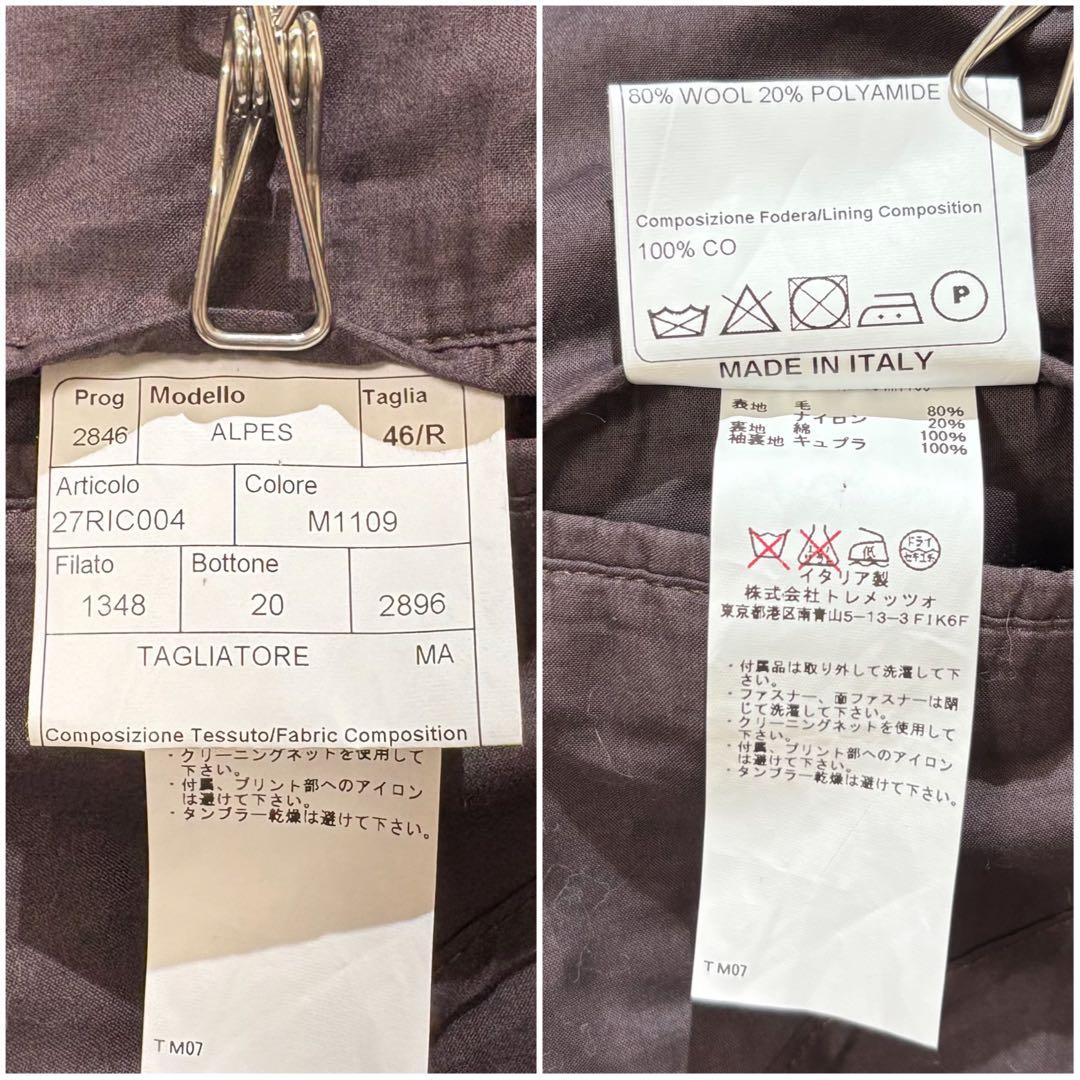 Prog Modello Taglia
2846 ALPES 46/R
Articolo Colore
27RIC004 M1109
Filato Bottone
1348 20 2896
TAGLIATORE MA
Composizione Tessuto/Fabric Composition
・クリーニングネットを使用して
下さい。
・付属、プリント部へのアイロン
は避けて下さい。
・タンブラー乾燥は避けて下さい。
TM07
80% WOOL 20% POLYAMIDE
Composizione Fodera/Lining Composition
100% CO
P
MADE IN ITALY
表地 毛 80%
ナイロン 20%
裏地 綿 100%
袖裏地 キュプラ 100%
低
ドライ
セキユ系
イタリア製
株式会社トレメッツォ
東京都港区南青山5-13-3 F1K6F
・付属品は取り外して洗濯して下
さい。
・ファスナー、面ファスナーは閉
じて洗濯して下さい。
・クリーニングネットを使用して
下さい。
・付属、プリント部へのアイロン
は避けて下さい。
・タンブラー乾燥は避けて下さい。
TM07